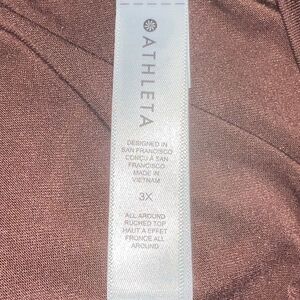 ATHLETA
DESIGNED IN
SAN FRANCISCO
CONÇU À SAN
FRANCISCO
MADE IN
VIETNAM
3X
ALL AROUND
RUCHED TOP
HAUT À EFFET
FRONCE ALL
AROUND